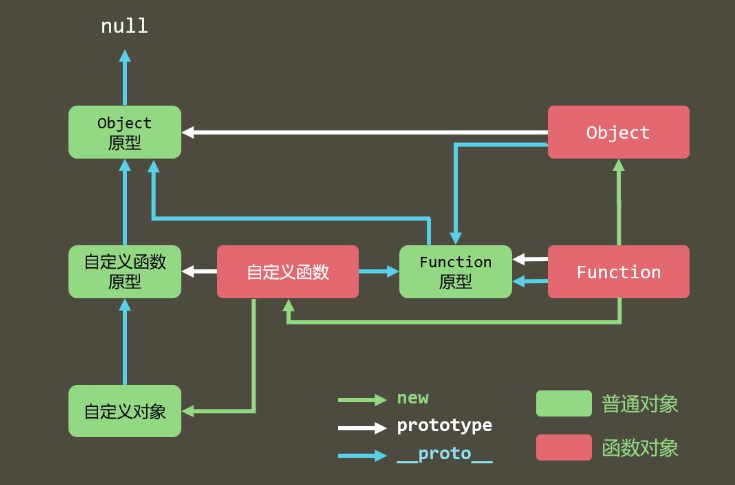 null
Object
原型
Object
自定义函数
原型
自定义函数
Function
原型
Function
自定义对象
new
prototype
__proto__
普通对象
函数对象